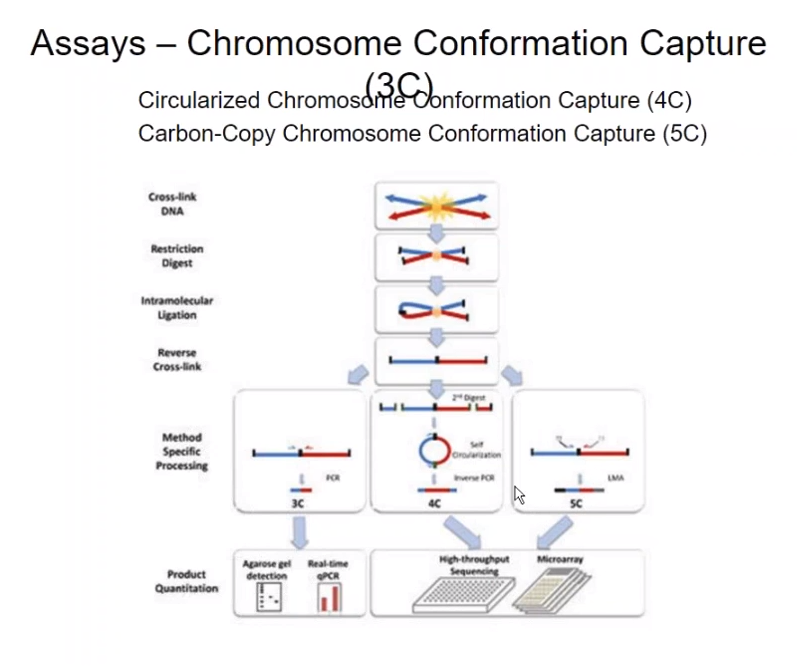 Assays – Chromosome Conformation Capture
(3C)
Circularized Chromosome Conformation Capture (4C)
Carbon-Copy Chromosome Conformation Capture (5C)
Cross-link
DNA
Restriction
Digest
Intramolecular
Ligation
Reverse
Cross-link
Method
Specific
Processing
PCR
3C
2nd Digest
Self
Circularization
Inverse PCR
4C
LMA
5C
Product
Quantitation
Agarose gel
detection
Real-time
qPCR
High-throughput
Sequencing
Microarray